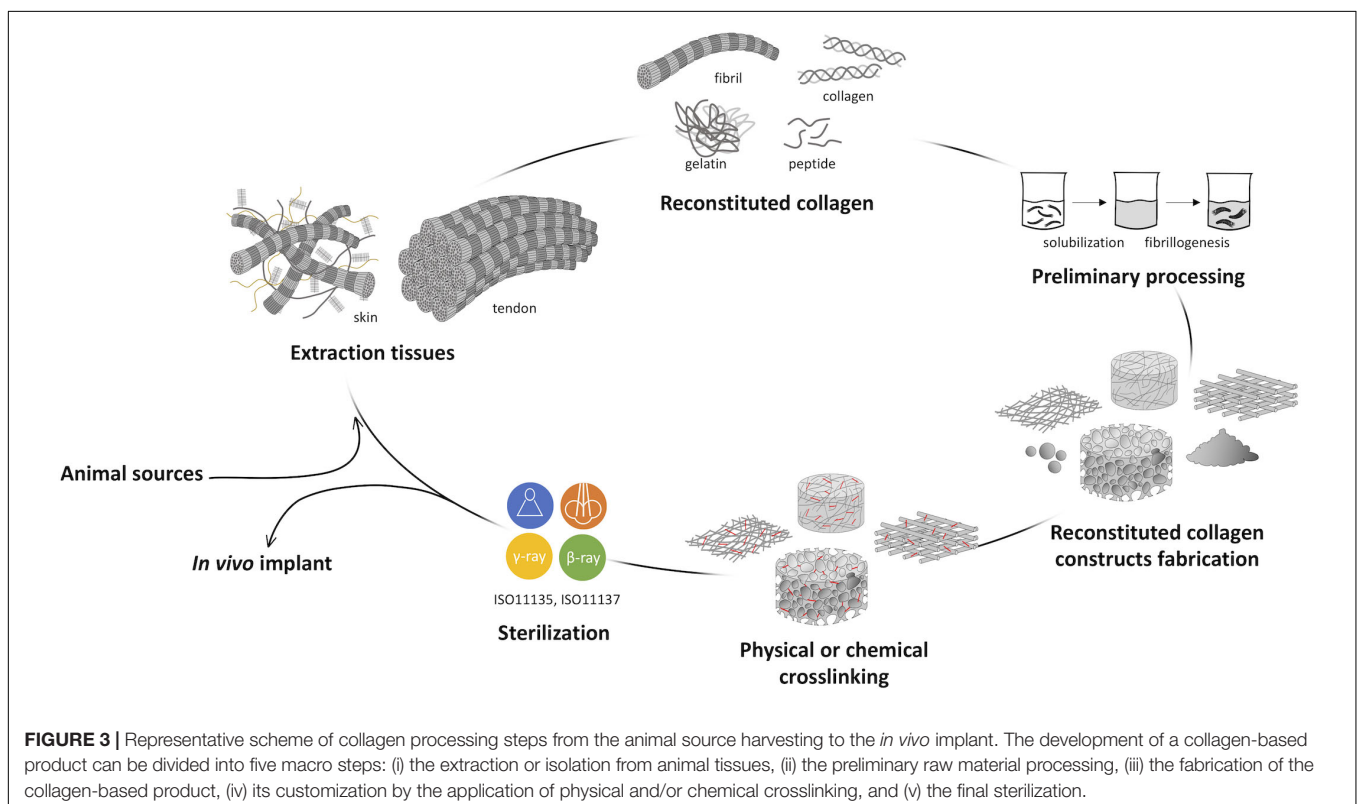 fibril
collagen
gelatin
peptide
Reconstituted collagen
solubilization
fibrillogenesis
Preliminary processing
skin
tendon
Extraction tissues
Reconstituted collagen
constructs fabrication
Animal sources
In vivo implant
γ-ray
β-ray
ISO11135, ISO11137
Sterilization
Physical or chemical
crosslinking
FIGURE 3 | Representative scheme of collagen processing steps from the animal source harvesting to the in vivo implant. The development of a collagen-based
product can be divided into five macro steps: (i) the extraction or isolation from animal tissues, (ii) the preliminary raw material processing, (iii) the fabrication of the
collagen-based product, (iv) its customization by the application of physical and/or chemical crosslinking, and (v) the final sterilization.